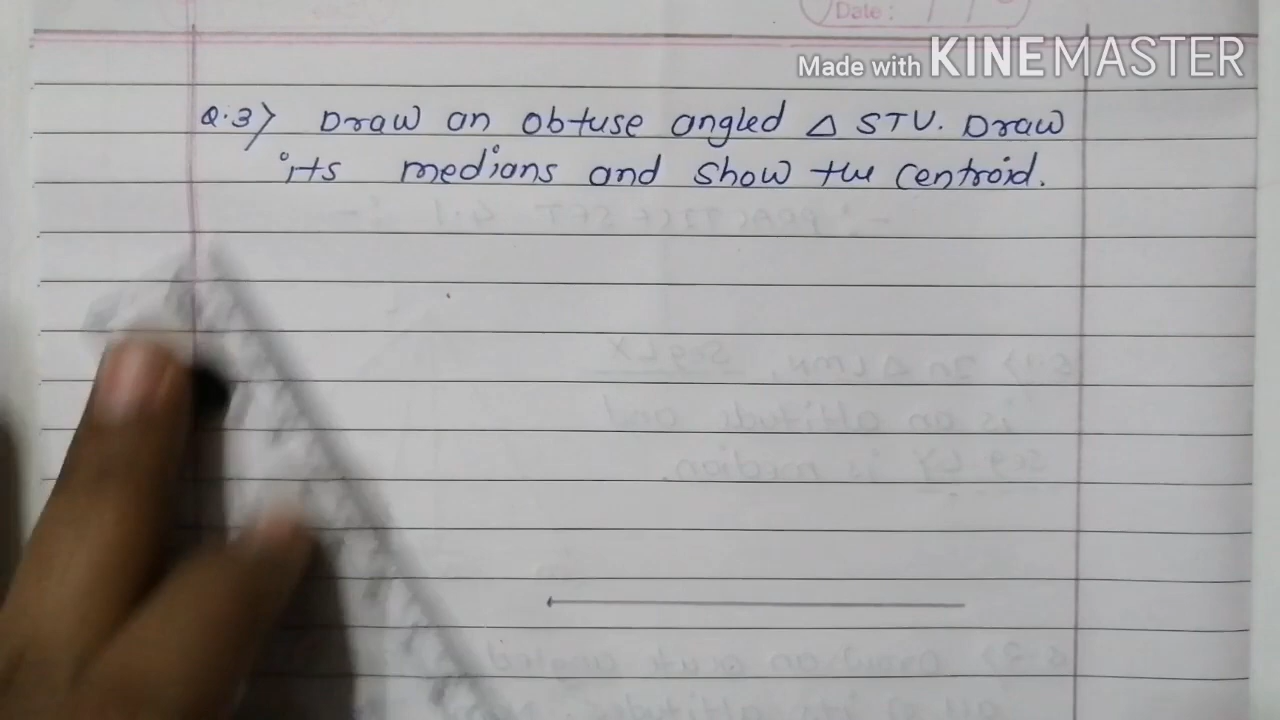 Date :
Made with KINEMASTER
Q.3) Draw an obtuse angled △ STU. Draw
its medians and show the centroid.